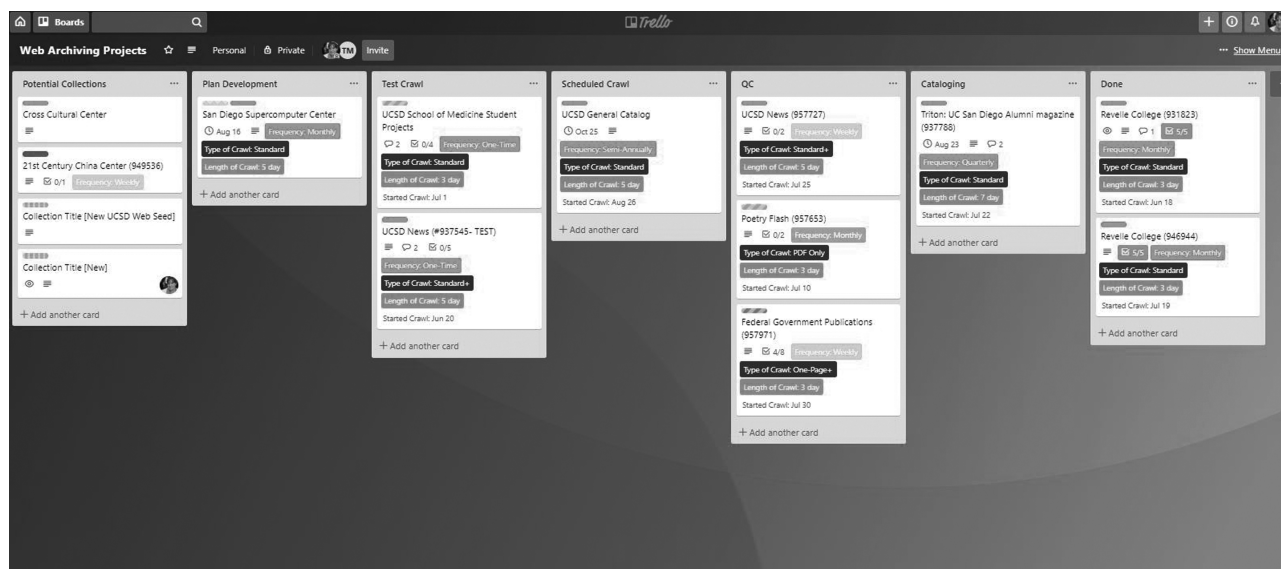 Boards
Trello
Web Archiving Projects Personal Private TM Invite Show Menu
Potential Collections
Cross Cultural Center
21st Century China Center (949536)
0/1 Frequency: Weekly
Collection Title [New UCSD Web Seed]
Collection Title [New]
+ Add another card
Plan Development
San Diego Supercomputer Center
Aug 16 Frequency: Monthly
Type of Crawl: Standard
Length of Crawl: 5 day
+ Add another card
Test Crawl
UCSD School of Medicine Student
Projects
2 0/4 Frequency: One-Time
Type of Crawl: Standard
Length of Crawl: 3 day
Started Crawl: Jul 1
UCSD News (#937545- TEST)
2 0/5
Frequency: One-Time
Type of Crawl: Standard+
Length of Crawl: 5 day
Started Crawl: Jun 20
+ Add another card
Scheduled Crawl
UCSD General Catalog
Oct 25
Frequency: Semi-Annually
Type of Crawl: Standard
Length of Crawl: 5 day
Started Crawl: Aug 26
+ Add another card
QC
UCSD News (957727)
0/2 Frequency: Weekly
Type of Crawl: Standard+
Length of Crawl: 5 day
Started Crawl: Jul 25
Poetry Flash (957653)
0/2 Frequency: Monthly
Type of Crawl: PDF Only
Length of Crawl: 3 day
Started Crawl: Jul 10
Federal Government Publications
(957971)
4/8 Frequency: Weekly
Type of Crawl: One-Page+
Length of Crawl: 3 day
Started Crawl: Jul 30
+ Add another card
Cataloging
Triton: UC San Diego Alumni magazine
(937788)
Aug 23 2
Frequency: Quarterly
Type of Crawl: Standard
Length of Crawl: 7 day
Started Crawl: Jul 22
+ Add another card
Done
Revelle College (931823)
1 5/5
Frequency: Monthly
Type of Crawl: Standard
Length of Crawl: 3 day
Started Crawl: Jun 18
Revelle College (946944)
5/5 Frequency: Monthly
Type of Crawl: Standard
Length of Crawl: 3 day
Started Crawl: Jul 19
+ Add another card